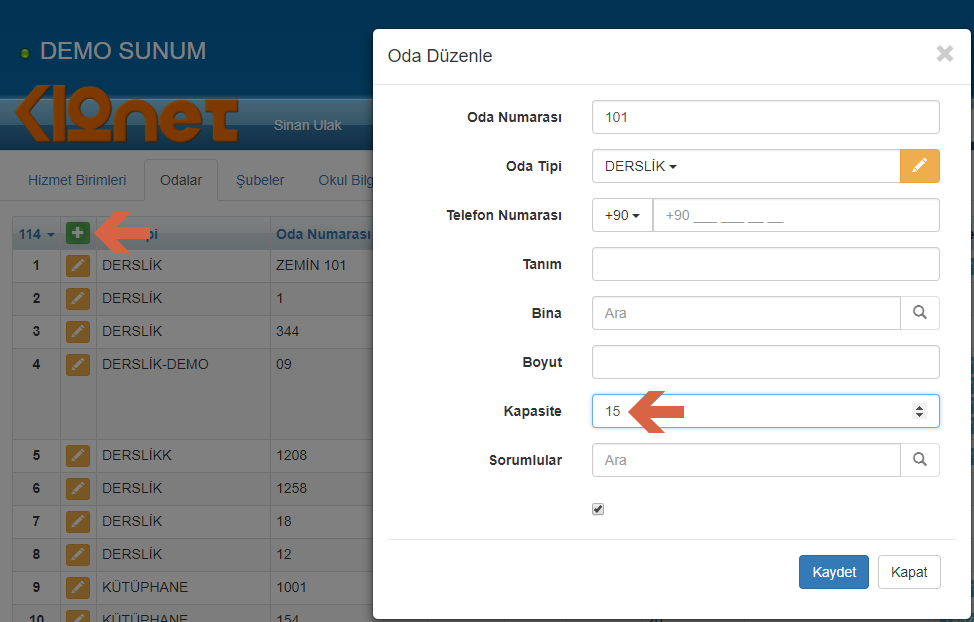 DEMO SUNUM
klonet
Sinan Ulak
Hizmet Birimleri Odalar Şubeler Okul Bilg
114 pi Oda Numarası
1 DERSLİK ZEMİN 101
2 DERSLİK 1
3 DERSLİK 344
4 DERSLİK-DEMO 09
5 DERSLİKK 1208
6 DERSLİK 1258
7 DERSLİK 18
8 DERSLİK 12
9 KÜTÜPHANE 1001
10 KÜTÜPHANE 154
Oda Düzenle
Oda Numarası 101
Oda Tipi DERSLİK
Telefon Numarası +90 +90 ___ ___ __ __
Tanım
Bina Ara
Boyut
Kapasite 15
Sorumlular Ara
Kaydet Kapat